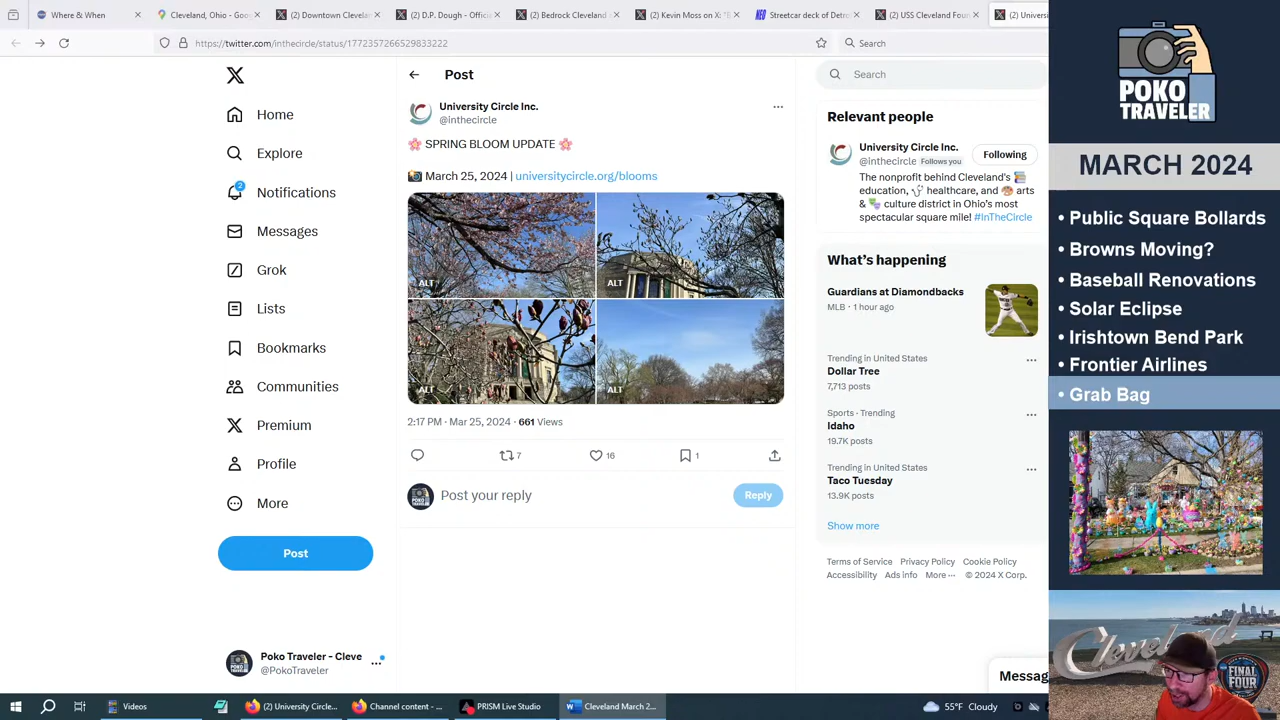 Where & When
Cleveland, Ohio - Goo
(2) Downtown Clevelan
(2) D.P. Dough - Officia
(2) Bedrock Cleveland o
(2) Kevin Moss on X: "B
Streetcar deck of Detro
(2) USS Cleveland Foun
(2) Universi
https://twitter.com/inthecircle/status/1772357266529833222
Search
Home
Explore
2
Notifications
Messages
Grok
Lists
Bookmarks
Communities
Premium
Profile
More
Post
Poko Traveler - Cleve
@PokoTraveler
Post
University Circle Inc.
@inthecircle
🌸 SPRING BLOOM UPDATE 🌸
📸 March 25, 2024 | universitycircle.org/blooms
ALT
ALT
ALT
ALT
2:17 PM · Mar 25, 2024 · 661 Views
7
16
1
Post your reply
Reply
Search
Relevant people
University Circle Inc.
@inthecircle Follows you
Following
The nonprofit behind Cleveland's 📚
education, 🩺 healthcare, and 🎨 arts
& 🎭 culture district in Ohio's most
spectacular square mile! #InTheCircle
What's happening
Guardians at Diamondbacks
MLB · 1 hour ago
Trending in United States
Dollar Tree
7,713 posts
Sports · Trending
Idaho
19.7K posts
Trending in United States
Taco Tuesday
13.9K posts
Show more
Terms of Service Privacy Policy Cookie Policy
Accessibility Ads info More ··· © 2024 X Corp.
Messag
POKO
TRAVELER
MARCH 2024
• Public Square Bollards
• Browns Moving?
• Baseball Renovations
• Solar Eclipse
• Irishtown Bend Park
• Frontier Airlines
• Grab Bag
Cleveland
FINAL
FOUR
Videos
(2) University Circle...
Channel content - ...
PRISM Live Studio
Cleveland March 2...
55°F Cloudy